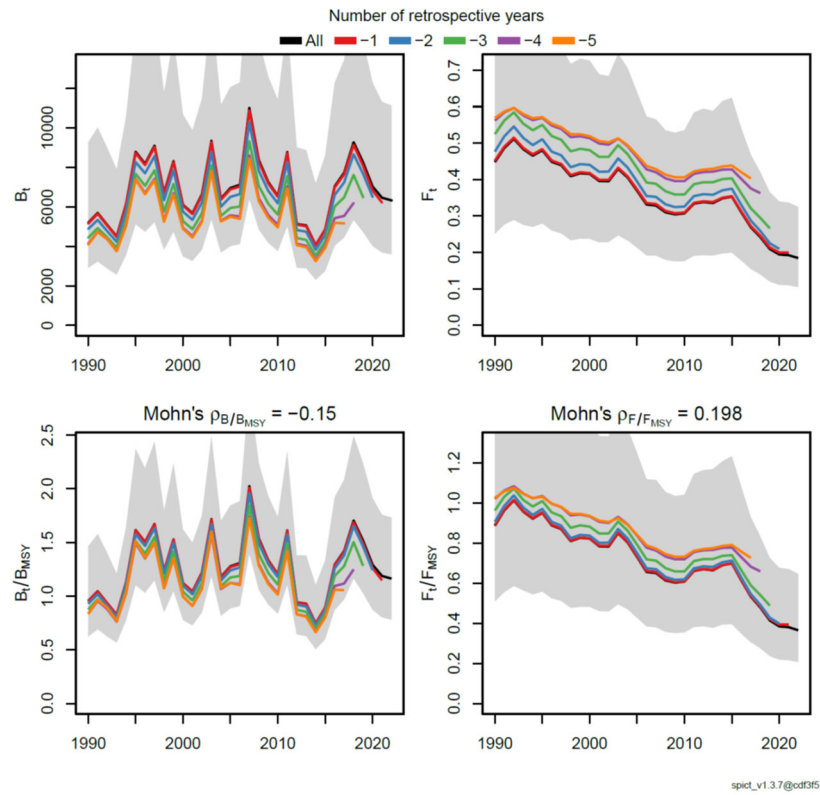 Number of retrospective years
All −1 −2 −3 −4 −5
Bt
0 2000 6000 10000
1990 2000 2010 2020
Ft
0.0 0.1 0.2 0.3 0.4 0.5 0.6 0.7
1990 2000 2010 2020
Mohn's ρB/BMSY = −0.15
Bt/BMSY
0.0 0.5 1.0 1.5 2.0 2.5
1990 2000 2010 2020
Mohn's ρF/FMSY = 0.198
Ft/FMSY
0.0 0.2 0.4 0.6 0.8 1.0 1.2
1990 2000 2010 2020
spict_v1.3.7@cdf3f5